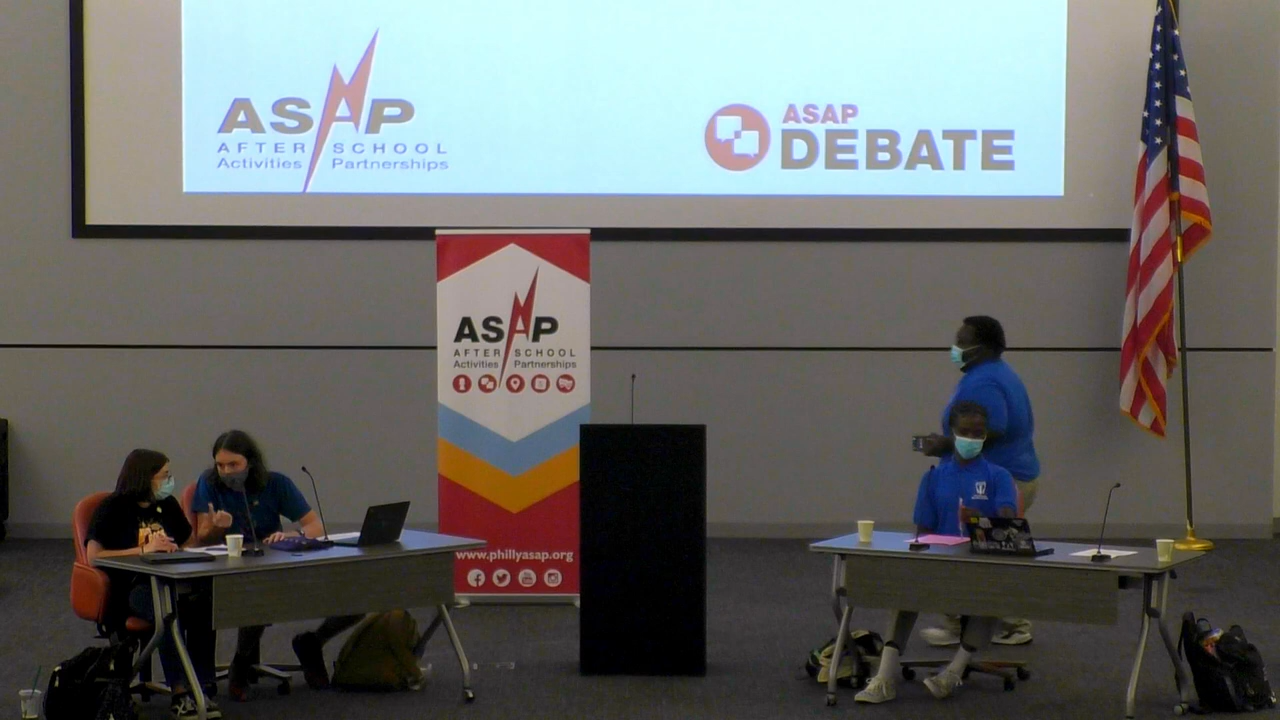 ASAP
AFTER SCHOOL
Activities Partnerships
ASAP
DEBATE
ASAP
AFTER SCHOOL
Activities Partnerships
www.phillyasap.org